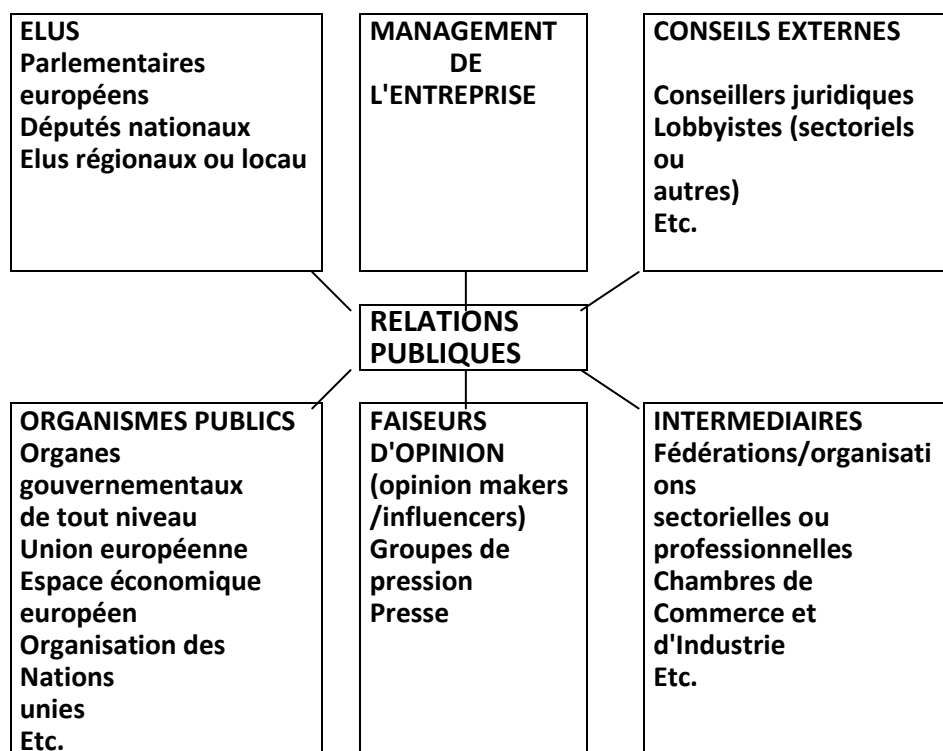 ELUS
Parlementaires
européens
Députés nationaux
Elus régionaux ou locau
MANAGEMENT
DE
L'ENTREPRISE
CONSEILS EXTERNES
Conseillers juridiques
Lobbyistes (sectoriels
ou
autres)
Etc.
RELATIONS
PUBLIQUES
ORGANISMES PUBLICS
Organes
gouvernementaux
de tout niveau
Union européenne
Espace économique
européen
Organisation des
Nations
unies
Etc.
FAISEURS
D'OPINION
(opinion makers
/influencers)
Groupes de
pression
Presse
INTERMEDIAIRES
Fédérations/organisati
ons
sectorielles ou
professionnelles
Chambres de
Commerce et
d'Industrie
Etc.